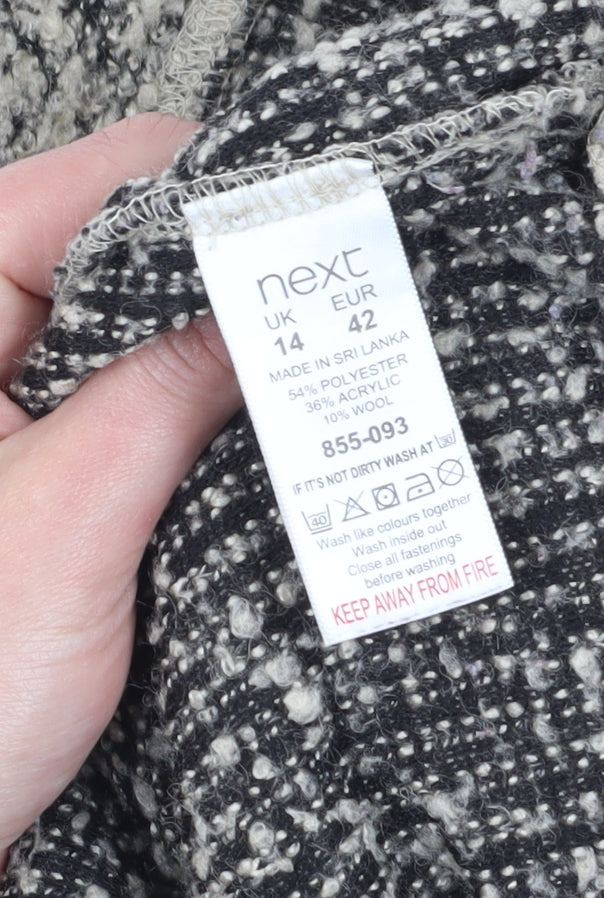 next
UK EUR
14 42
MADE IN SRI LANKA
54% POLYESTER
36% ACRYLIC
10% WOOL
855-093
IF IT'S NOT DIRTY WASH AT 30
40
Wash like colours together
Wash inside out
Close all fastenings
before washing
KEEP AWAY FROM FIRE